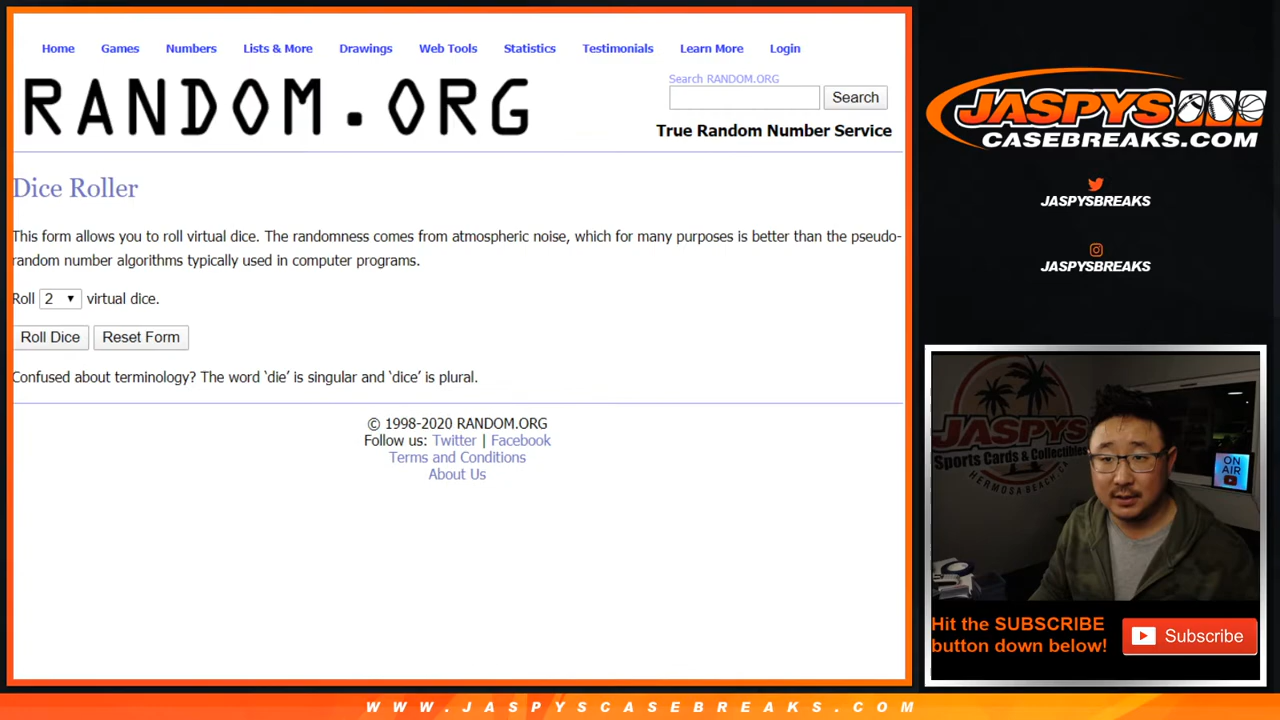 Home Games Numbers Lists & More Drawings Web Tools Statistics Testimonials Learn More Login
RANDOM.ORG
Search RANDOM.ORG
Search
True Random Number Service
Dice Roller
This form allows you to roll virtual dice. The randomness comes from atmospheric noise, which for many purposes is better than the pseudo-
random number algorithms typically used in computer programs.
Roll 2 virtual dice.
Roll Dice Reset Form
Confused about terminology? The word ‘die’ is singular and ‘dice’ is plural.
© 1998-2020 RANDOM.ORG
Follow us: Twitter | Facebook
Terms and Conditions
About Us
JASPYS
CASEBREAKS.COM
JASPYSBREAKS
JASPYSBREAKS
JASPYS
Sports Cards & Collectibles
HERMOSA BEACH, CA
ON
AIR
Hit the SUBSCRIBE
button down below!
Subscribe
WWW.JASPYSCASEBREAKS.COM